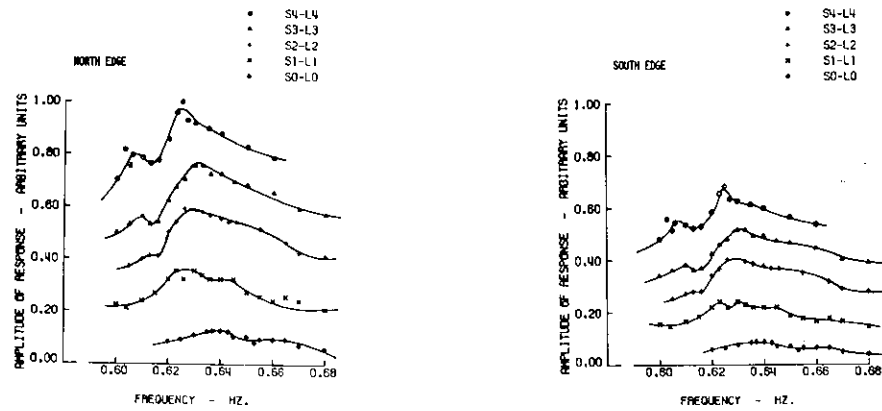 S4-L4
S3-L3
S2-L2
S1-L1
S0-L0
NORTH EDGE
AMPLITUDE OF RESPONSE - ARBITRARY UNITS
1.00
0.80
0.60
0.40
0.20
0.00
0.60 0.62 0.64 0.66 0.68
FREQUENCY - HZ.
S4-L4
S3-L3
S2-L2
S1-L1
S0-L0
SOUTH EDGE
AMPLITUDE OF RESPONSE - ARBITRARY UNITS
1.00
0.80
0.60
0.40
0.20
0.00
0.60 0.62 0.64 0.66 0.68
FREQUENCY - HZ.